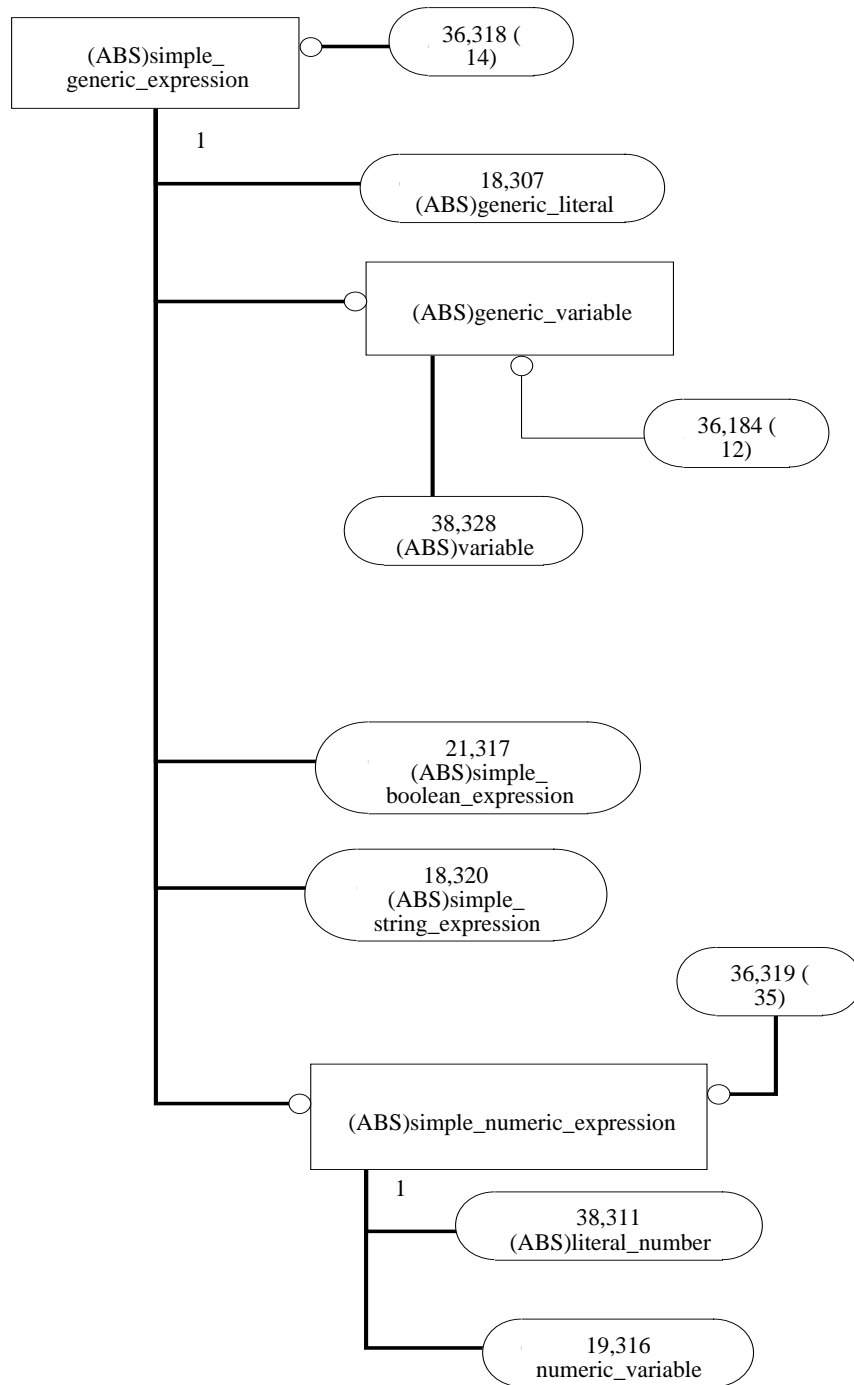 (ABS)simple_
generic_expression
36,318 (
14)
1
18,307
(ABS)generic_literal
(ABS)generic_variable
36,184 (
12)
38,328
(ABS)variable
21,317
(ABS)simple_
boolean_expression
18,320
(ABS)simple_
string_expression
36,319 (
35)
(ABS)simple_numeric_expression
1
38,311
(ABS)literal_number
19,316
numeric_variable